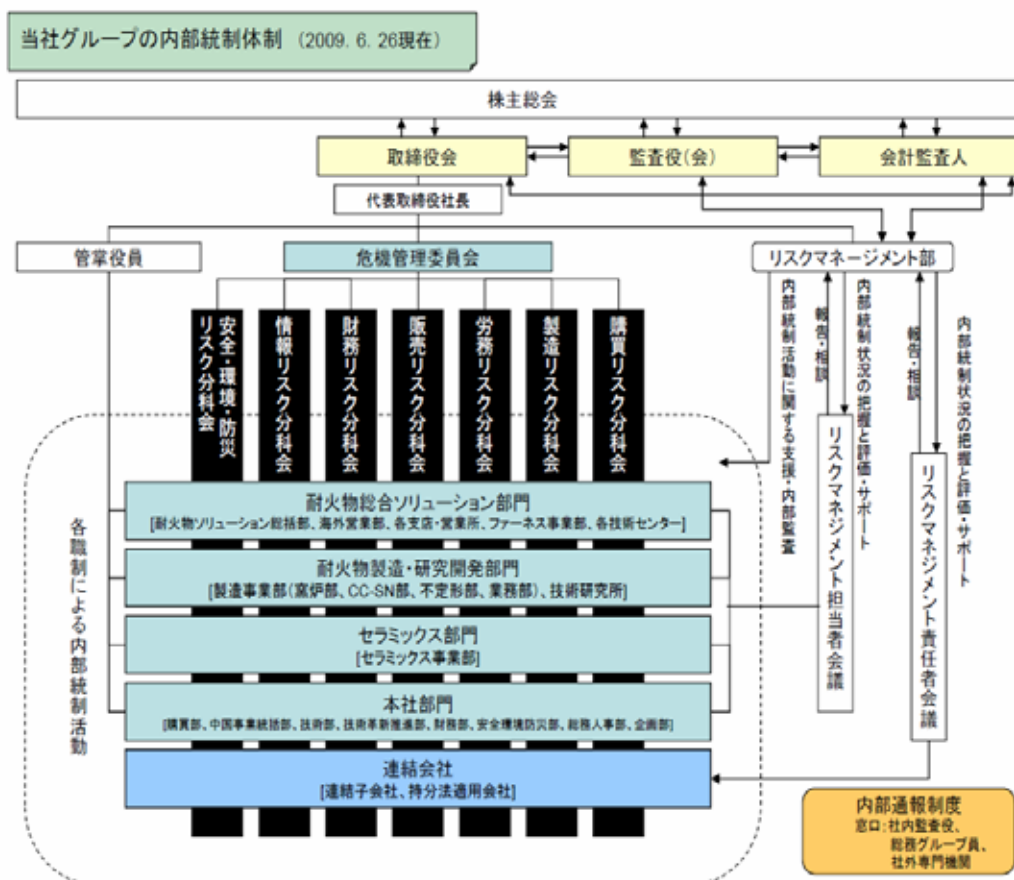 当社グループの内部統制体制 (2009. 6. 26現在)
株主総会
取締役会
監査役(会)
会計監査人
代表取締役社長
管掌役員
危機管理委員会
リスクマネージメント部
安全・環境・防災
リスク分科会
情報リスク分科会
財務リスク分科会
販売リスク分科会
労務リスク分科会
製造リスク分科会
購買リスク分科会
内部統制活動に関する支援・内部監査
報告・相談
内部統制状況の把握と評価・サポート
報告・相談
内部統制状況の把握と評価・サポート
リスクマネジメント担当者会議
リスクマネジメント責任者会議
各職制による内部統制活動
耐火物総合ソリューション部門
[耐火物ソリューション総括部、海外営業部、各支店・営業所、ファーネス事業部、各技術センター]
耐火物製造・研究開発部門
[製造事業部(窯炉部、CC-SN部、不定形部、業務部)、技術研究所]
セラミックス部門
[セラミックス事業部]
本社部門
[購買部、中国事業統括部、技術部、技術革新推進部、財務部、安全環境防災部、総務人事部、企画部]
連結会社
[連結子会社、持分法適用会社]
内部通報制度
窓口:社内監査役、
総務グループ員、
社外専門機関